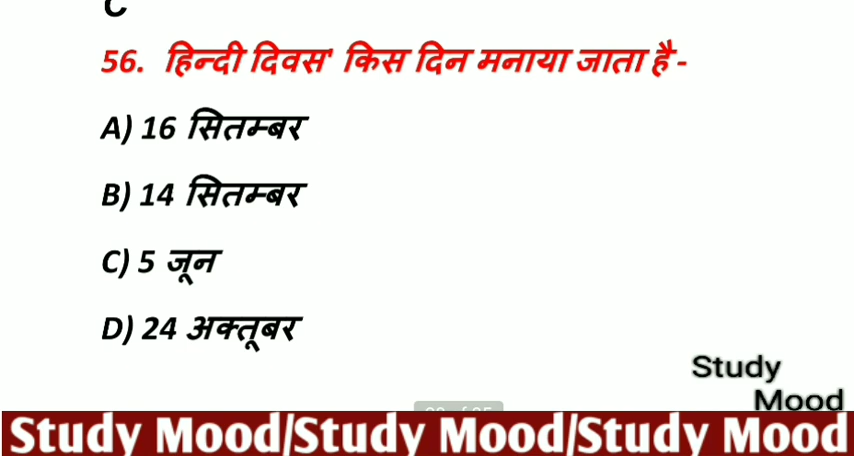 C
56. हिन्दी दिवस' किस दिन मनाया जाता है -
A) 16 सितम्बर
B) 14 सितम्बर
C) 5 जून
D) 24 अक्तूबर
Study
Mood
Study Mood/Study Mood/Study Mood